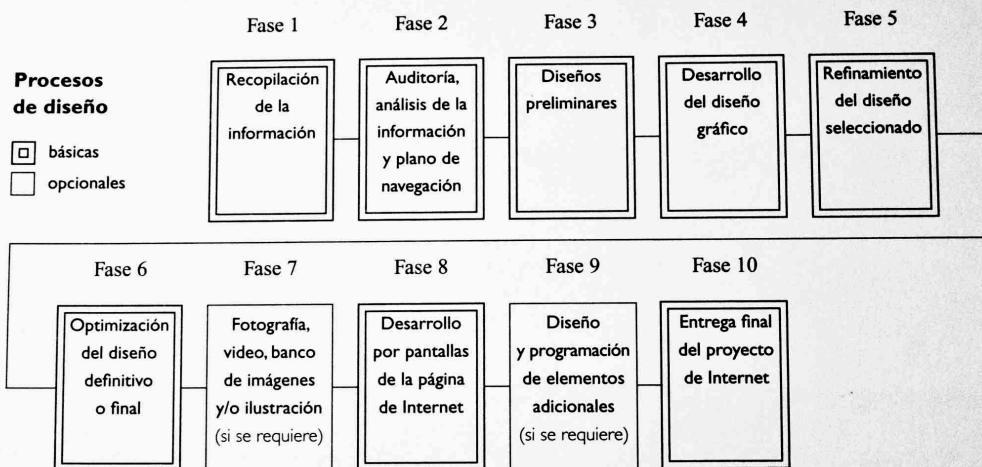 Fase 1
Fase 2
Fase 3
Fase 4
Fase 5
Procesos
de diseño
básicas
opcionales
Recopilación
de la
información
Auditoría,
análisis de la
información
y plano de
navegación
Diseños
preliminares
Desarrollo
del diseño
gráfico
Refinamiento
del diseño
seleccionado
Fase 6
Fase 7
Fase 8
Fase 9
Fase 10
Optimización
del diseño
definitivo
o final
Fotografía,
video, banco
de imágenes
y/o ilustración
(si se requiere)
Desarrollo
por pantallas
de la página
de Internet
Diseño
y programación
de elementos
adicionales
(si se requiere)
Entrega final
del proyecto
de Internet